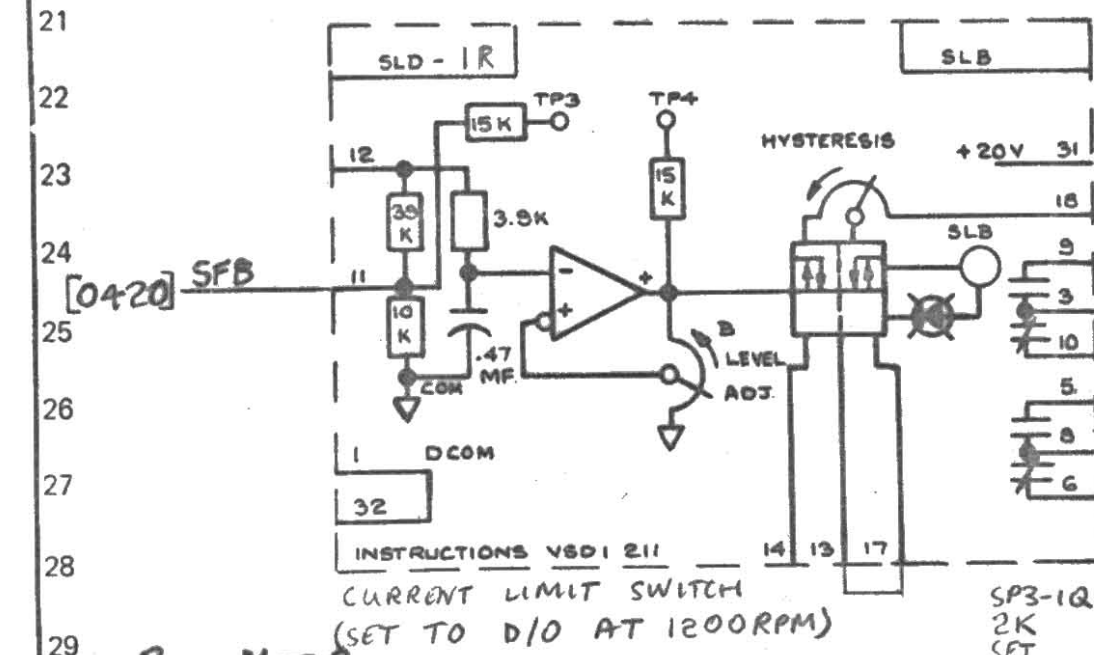 21
SLD - 1R
SLB
22
15K
TP3
TP4
HYSTERESIS
+20V 31
12
23
39
K
3.9K
15
K
18
SLB
24
[0420] SFB
11
9
3
10
K
25
.47
MF
COM
B
LEVEL
ADJ.
10
26
5
8
6
1 DCOM
27
32
INSTRUCTIONS VSDI 211
14 13 17
28
CURRENT LIMIT SWITCH
(SET TO D/O AT 1200RPM)
SP3-1Q
2K
SET
29